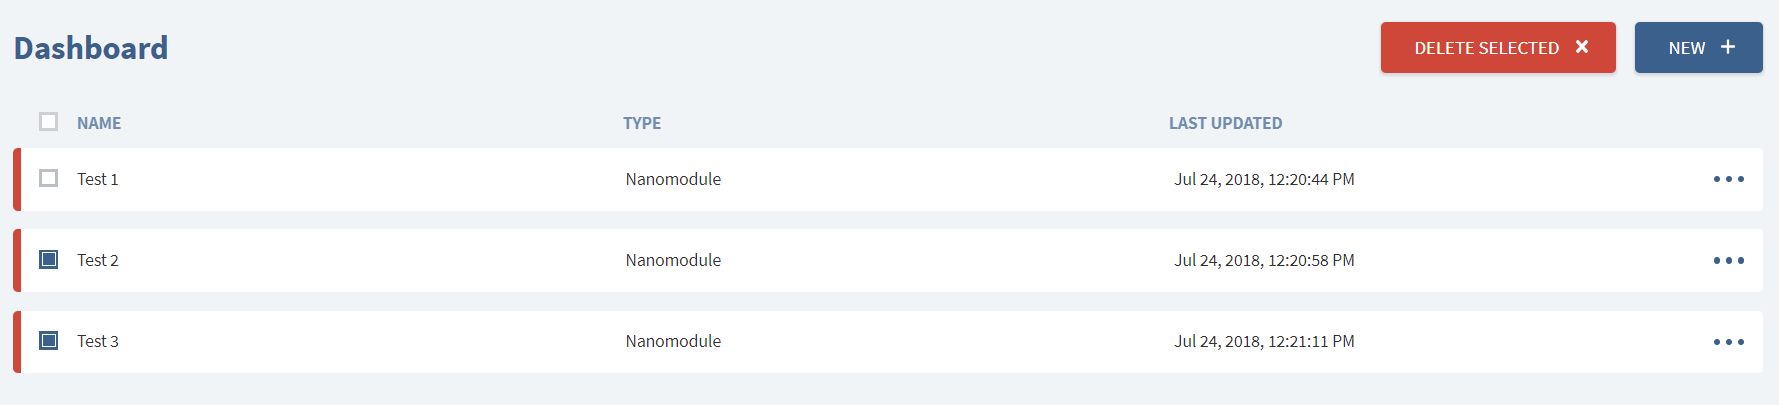 Dashboard
DELETE SELECTED
NEW
NAME TYPE LAST UPDATED
Test 1 Nanomodule Jul 24, 2018, 12:20:44 PM
Test 2 Nanomodule Jul 24, 2018, 12:20:58 PM
Test 3 Nanomodule Jul 24, 2018, 12:21:11 PM